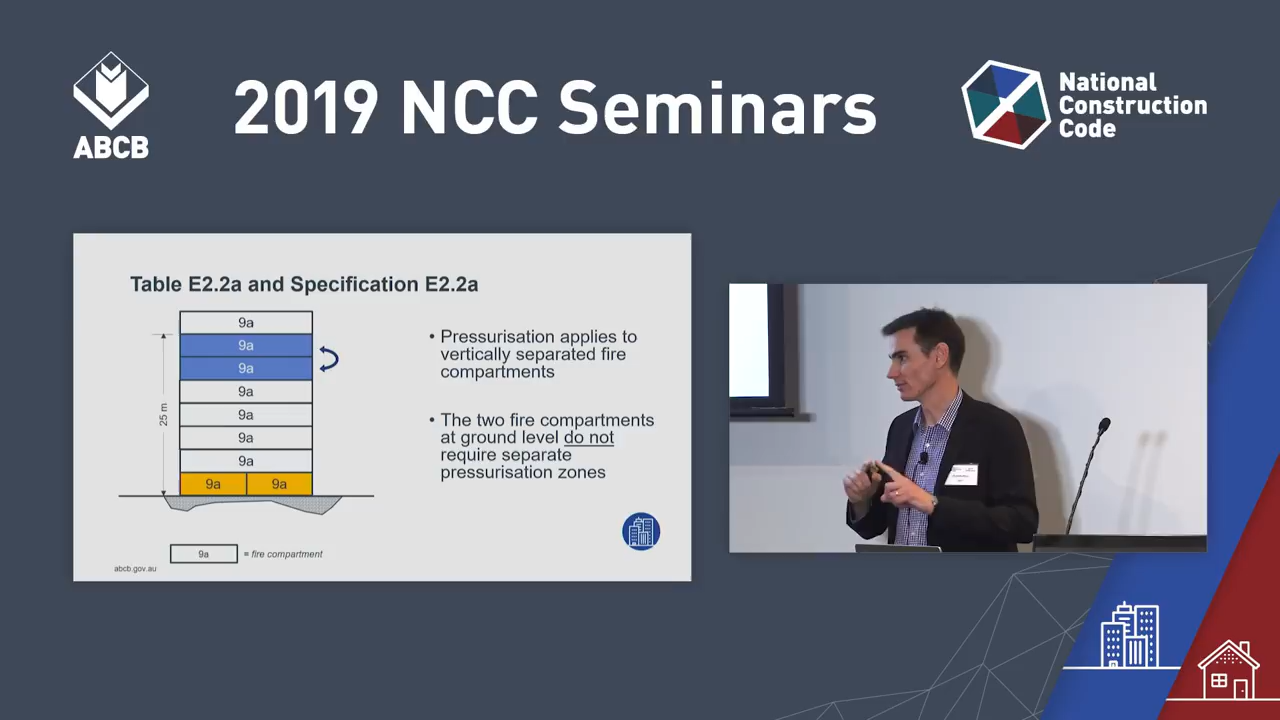 ABCB
2019 NCC Seminars
National
Construction
Code
Table E2.2a and Specification E2.2a
9a
9a
9a
9a
9a
9a
9a
9a 9a
25 m
• Pressurisation applies to
vertically separated fire
compartments
• The two fire compartments
at ground level do not
require separate
pressurisation zones
9a = fire compartment
abcb.gov.au